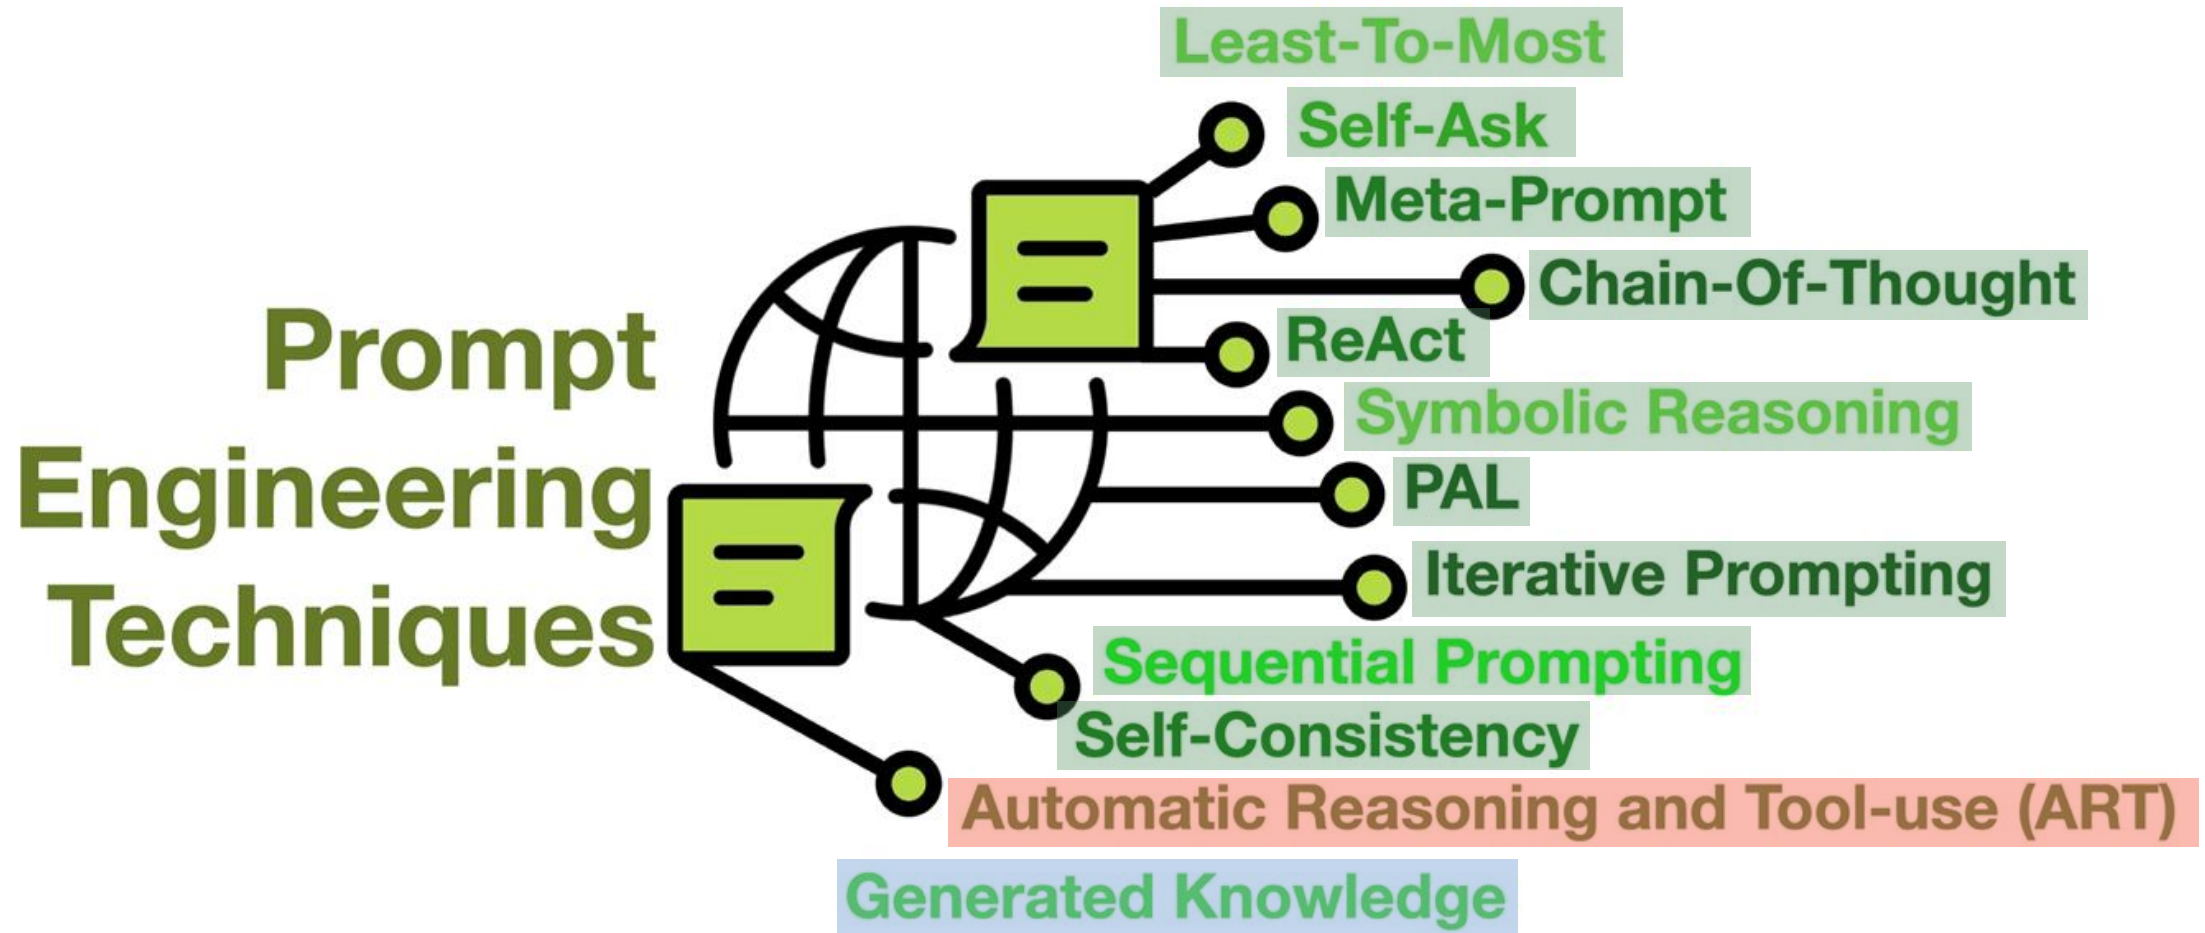 Prompt
Engineering
Techniques
Least-To-Most
Self-Ask
Meta-Prompt
Chain-Of-Thought
ReAct
Symbolic Reasoning
PAL
Iterative Prompting
Sequential Prompting
Self-Consistency
Automatic Reasoning and Tool-use (ART)
Generated Knowledge